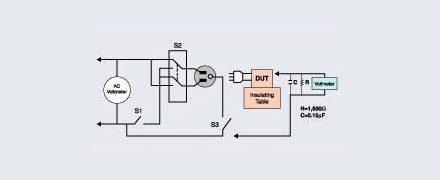 S2
AC
Voltmeter
DUT
C
R
Voltmeter
Insulating
Table
S1
S3
R=1,500Ω
C=0.15µF